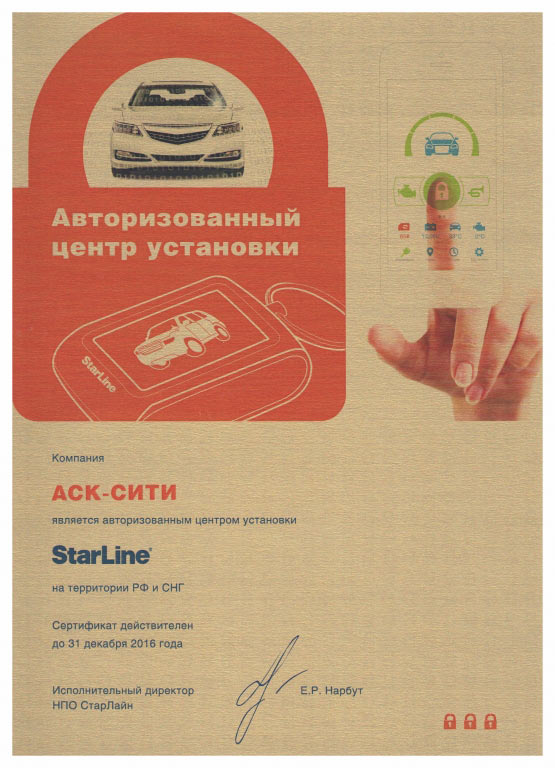 Авторизованный
центр установки
StarLine
Компания
АСК-СИТИ
является авторизованным центром установки
StarLine®
на территории РФ и СНГ
Сертификат действителен
до 31 декабря 2016 года
Исполнительный директор
НПО СтарЛайн
Е.Р. Нарбут